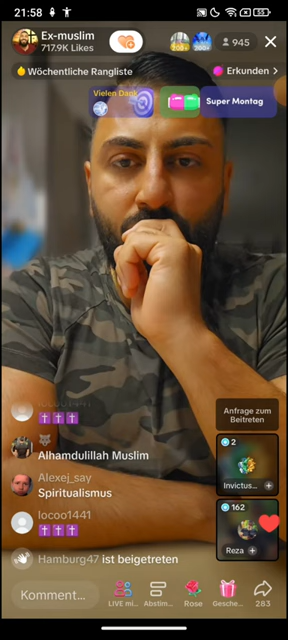 21:58
55
Ex-muslim
717.9K Likes
945
Wöchentliche Rangliste
Erkunden >
Vielen Dank
Super Montag
Anfrage zum
Beitreten
Alhamdulillah Muslim
Alexej_say
Spiritualismus
locoo1441
Hamburg47 ist beigetreten
2
Invictus...
162
Reza
Komment...
LIVE mi...
Abstim...
Rose
Gesche...
283